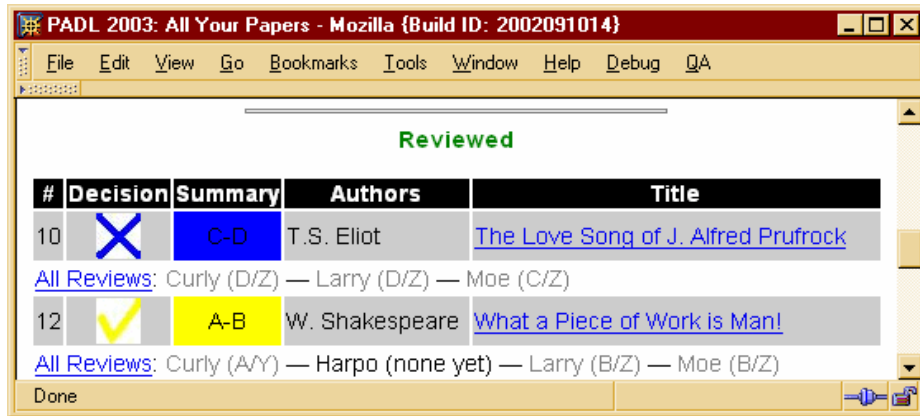 PADL 2003: All Your Papers - Mozilla {Build ID: 2002091014}
File Edit View Go Bookmarks Tools Window Help Debug QA
Reviewed
# Decision Summary Authors Title
10 C-D T.S. Eliot The Love Song of J. Alfred Prufrock
All Reviews: Curly (D/Z) — Larry (D/Z) — Moe (C/Z)
12 A-B W. Shakespeare What a Piece of Work is Man!
All Reviews: Curly (A/Y) — Harpo (none yet) — Larry (B/Z) — Moe (B/Z)
Done